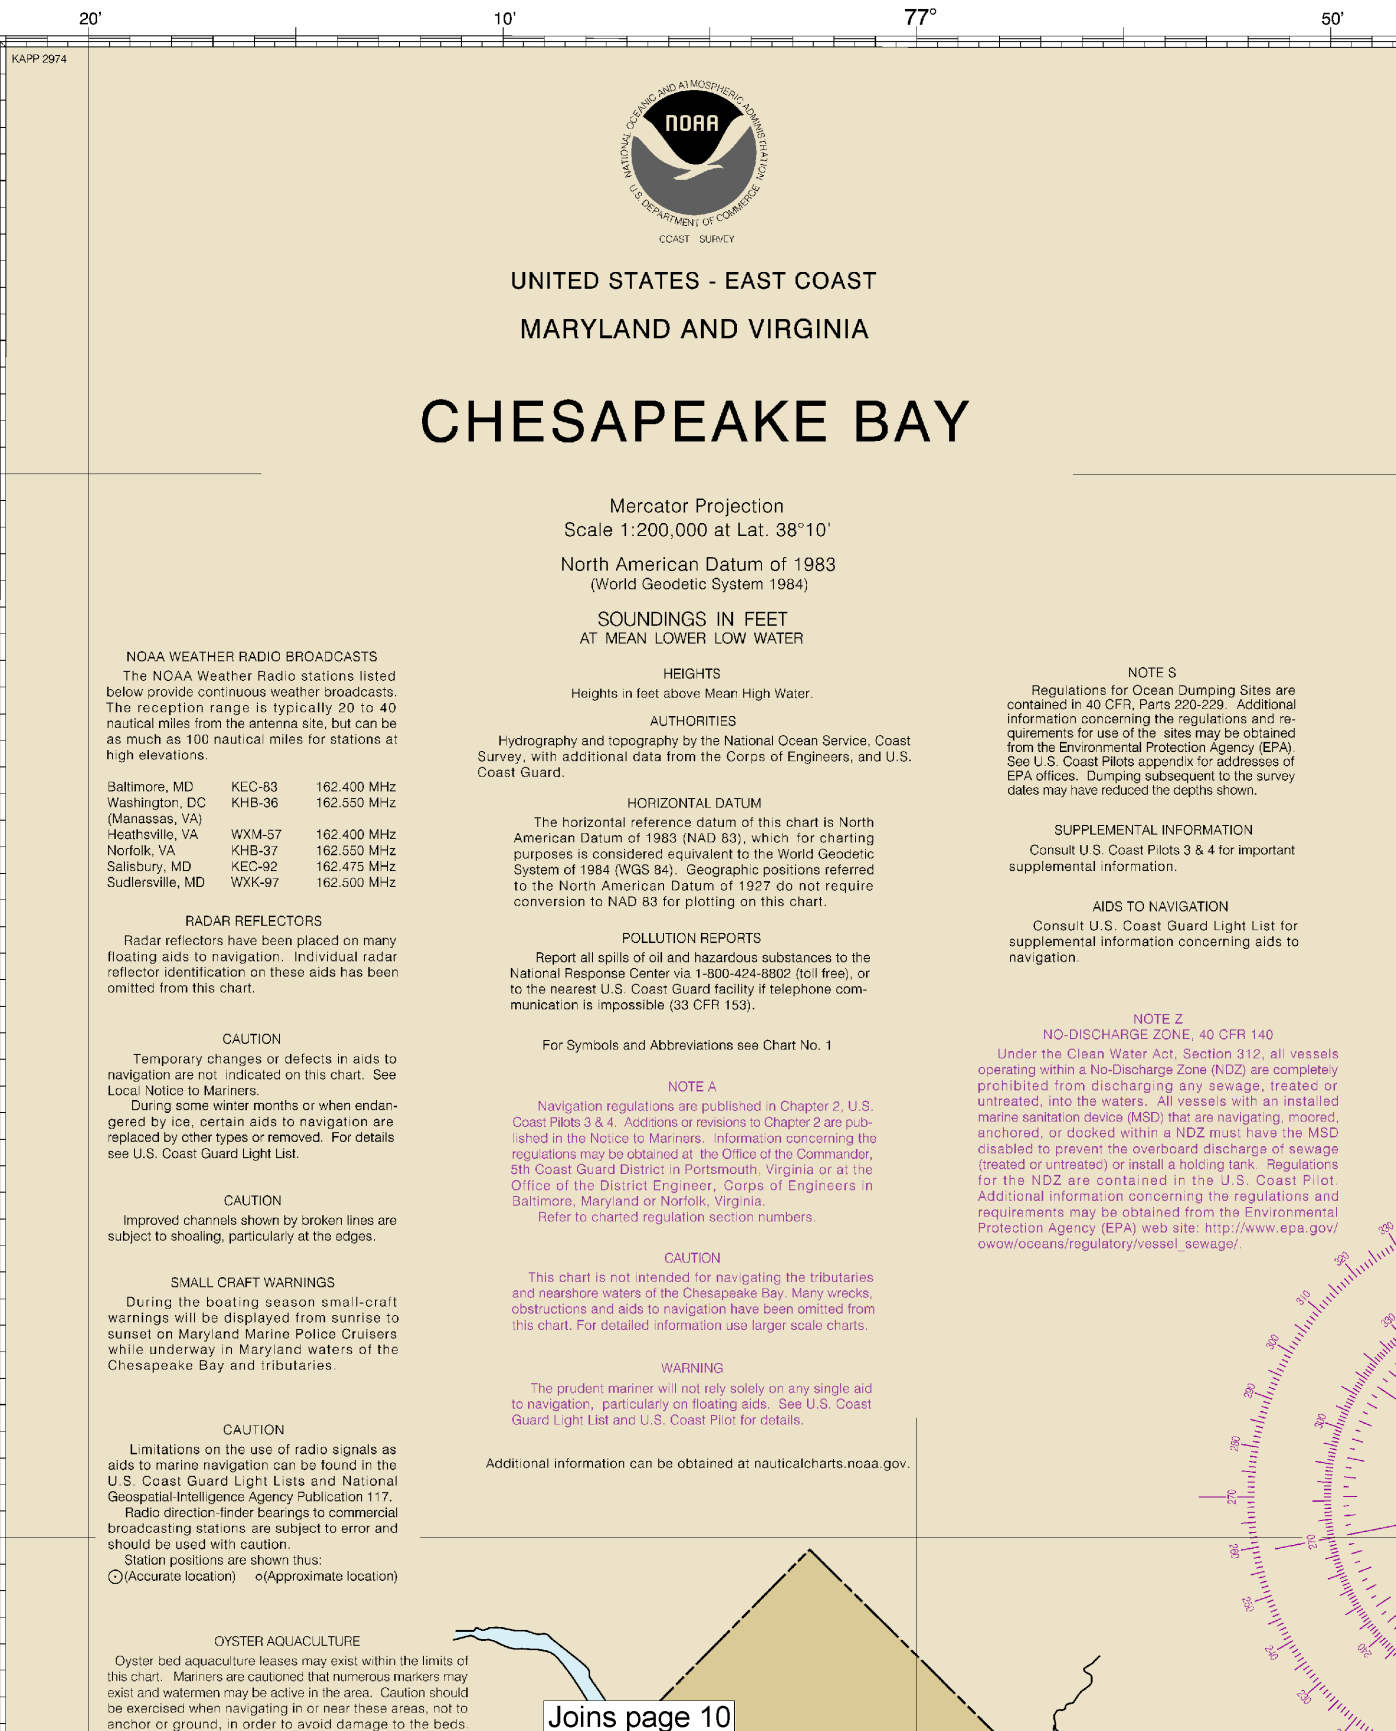 20'
10'
77°
50'
KAPP 2974
NATIONAL OCEANIC AND ATMOSPHERIC ADMINISTRATION
NOAA
U.S. DEPARTMENT OF COMMERCE
COAST SURVEY
UNITED STATES - EAST COAST
MARYLAND AND VIRGINIA
CHESAPEAKE BAY
Mercator Projection
Scale 1:200,000 at Lat. 38°10'
North American Datum of 1983
(World Geodetic System 1984)
SOUNDINGS IN FEET
AT MEAN LOWER LOW WATER
NOAA WEATHER RADIO BROADCASTS
The NOAA Weather Radio stations listed
below provide continuous weather broadcasts.
The reception range is typically 20 to 40
nautical miles from the antenna site, but can be
as much as 100 nautical miles for stations at
high elevations.
Baltimore, MD KEC-83 162.400 MHz
Washington, DC KHB-36 162.550 MHz
(Manassas, VA)
Heathsville, VA WXM-57 162.400 MHz
Norfolk, VA KHB-37 162.550 MHz
Salisbury, MD KEC-92 162.475 MHz
Sudlersville, MD WXK-97 162.500 MHz
RADAR REFLECTORS
Radar reflectors have been placed on many
floating aids to navigation. Individual radar
reflector identification on these aids has been
omitted from this chart.
CAUTION
Temporary changes or defects in aids to
navigation are not indicated on this chart. See
Local Notice to Mariners.
During some winter months or when endan-
gered by ice, certain aids to navigation are
replaced by other types or removed. For details
see U.S. Coast Guard Light List.
CAUTION
Improved channels shown by broken lines are
subject to shoaling, particularly at the edges.
SMALL CRAFT WARNINGS
During the boating season small-craft
warnings will be displayed from sunrise to
sunset on Maryland Marine Police Cruisers
while underway in Maryland waters of the
Chesapeake Bay and tributaries.
CAUTION
Limitations on the use of radio signals as
aids to marine navigation can be found in the
U.S. Coast Guard Light Lists and National
Geospatial-Intelligence Agency Publication 117.
Radio direction-finder bearings to commercial
broadcasting stations are subject to error and
should be used with caution.
Station positions are shown thus:
(Accurate location) o(Approximate location)
OYSTER AQUACULTURE
Oyster bed aquaculture leases may exist within the limits of
this chart. Mariners are cautioned that numerous markers may
exist and watermen may be active in the area. Caution should
be exercised when navigating in or near these areas, not to
anchor or ground, in order to avoid damage to the beds.
HEIGHTS
Heights in feet above Mean High Water.
AUTHORITIES
Hydrography and topography by the National Ocean Service, Coast
Survey, with additional data from the Corps of Engineers, and U.S.
Coast Guard.
HORIZONTAL DATUM
The horizontal reference datum of this chart is North
American Datum of 1983 (NAD 83), which for charting
purposes is considered equivalent to the World Geodetic
System of 1984 (WGS 84). Geographic positions referred
to the North American Datum of 1927 do not require
conversion to NAD 83 for plotting on this chart.
POLLUTION REPORTS
Report all spills of oil and hazardous substances to the
National Response Center via 1-800-424-8802 (toll free), or
to the nearest U.S. Coast Guard facility if telephone com-
munication is impossible (33 CFR 153).
For Symbols and Abbreviations see Chart No. 1
NOTE A
Navigation regulations are published in Chapter 2, U.S.
Coast Pilots 3 & 4. Additions or revisions to Chapter 2 are pub-
lished in the Notice to Mariners. Information concerning the
regulations may be obtained at the Office of the Commander,
5th Coast Guard District in Portsmouth, Virginia or at the
Office of the District Engineer, Corps of Engineers in
Baltimore, Maryland or Norfolk, Virginia.
Refer to charted regulation section numbers.
CAUTION
This chart is not intended for navigating the tributaries
and nearshore waters of the Chesapeake Bay. Many wrecks,
obstructions and aids to navigation have been omitted from
this chart. For detailed information use larger scale charts.
WARNING
The prudent mariner will not rely solely on any single aid
to navigation, particularly on floating aids. See U.S. Coast
Guard Light List and U.S. Coast Pilot for details.
Additional information can be obtained at nauticalcharts.noaa.gov.
NOTE S
Regulations for Ocean Dumping Sites are
contained in 40 CFR, Parts 220-229. Additional
information concerning the regulations and re-
quirements for use of the sites may be obtained
from the Environmental Protection Agency (EPA).
See U.S. Coast Pilots appendix for addresses of
EPA offices. Dumping subsequent to the survey
dates may have reduced the depths shown.
SUPPLEMENTAL INFORMATION
Consult U.S. Coast Pilots 3 & 4 for important
supplemental information.
AIDS TO NAVIGATION
Consult U.S. Coast Guard Light List for
supplemental information concerning aids to
navigation.
NOTE Z
NO-DISCHARGE ZONE, 40 CFR 140
Under the Clean Water Act, Section 312, all vessels
operating within a No-Discharge Zone (NDZ) are completely
prohibited from discharging any sewage, treated or
untreated, into the waters. All vessels with an installed
marine sanitation device (MSD) that are navigating, moored,
anchored, or docked within a NDZ must have the MSD
disabled to prevent the overboard discharge of sewage
(treated or untreated) or install a holding tank. Regulations
for the NDZ are contained in the U.S. Coast Pilot.
Additional information concerning the regulations and
requirements may be obtained from the Environmental
Protection Agency (EPA) web site: http://www.epa.gov/
owow/oceans/regulatory/vessel_sewage/.
330
320
310
300
290
280
270
260
250
240
230
330
300
270
240
Joins page 10